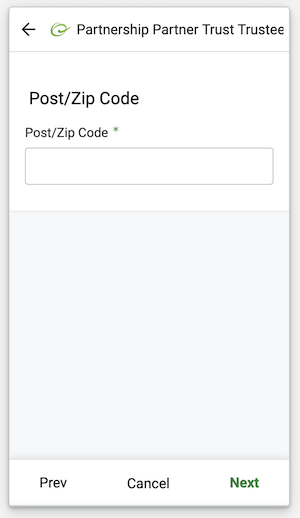 Partnership Partner Trust Trustee
Post/Zip Code
Post/Zip Code *
Prev Cancel Next